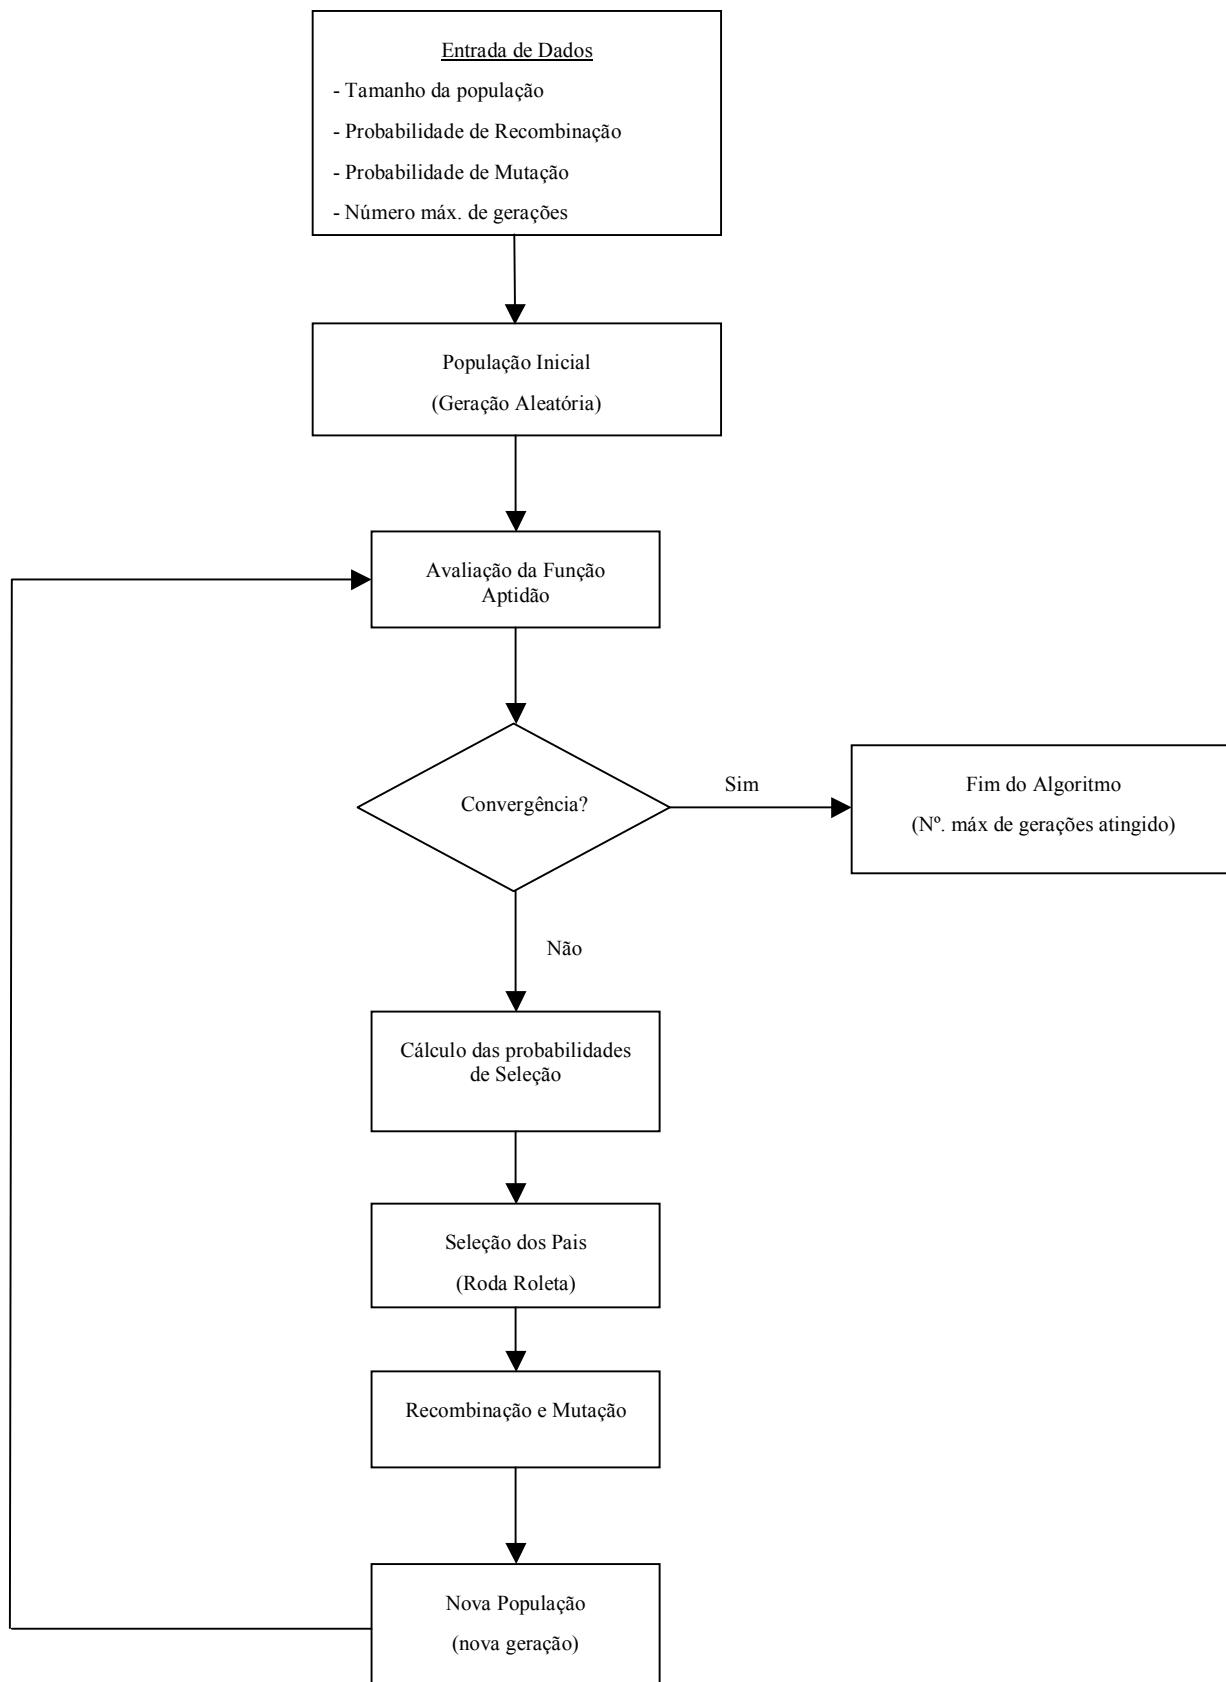 Entrada de Dados
- Tamanho da população
- Probabilidade de Recombinação
- Probabilidade de Mutação
- Número máx. de gerações
População Inicial
(Geração Aleatória)
Avaliação da Função
Aptidão
Convergência?
Sim
Fim do Algoritmo
(Nº. máx de gerações atingido)
Não
Cálculo das probabilidades
de Seleção
Seleção dos Pais
(Roda Roleta)
Recombinação e Mutação
Nova População
(nova geração)